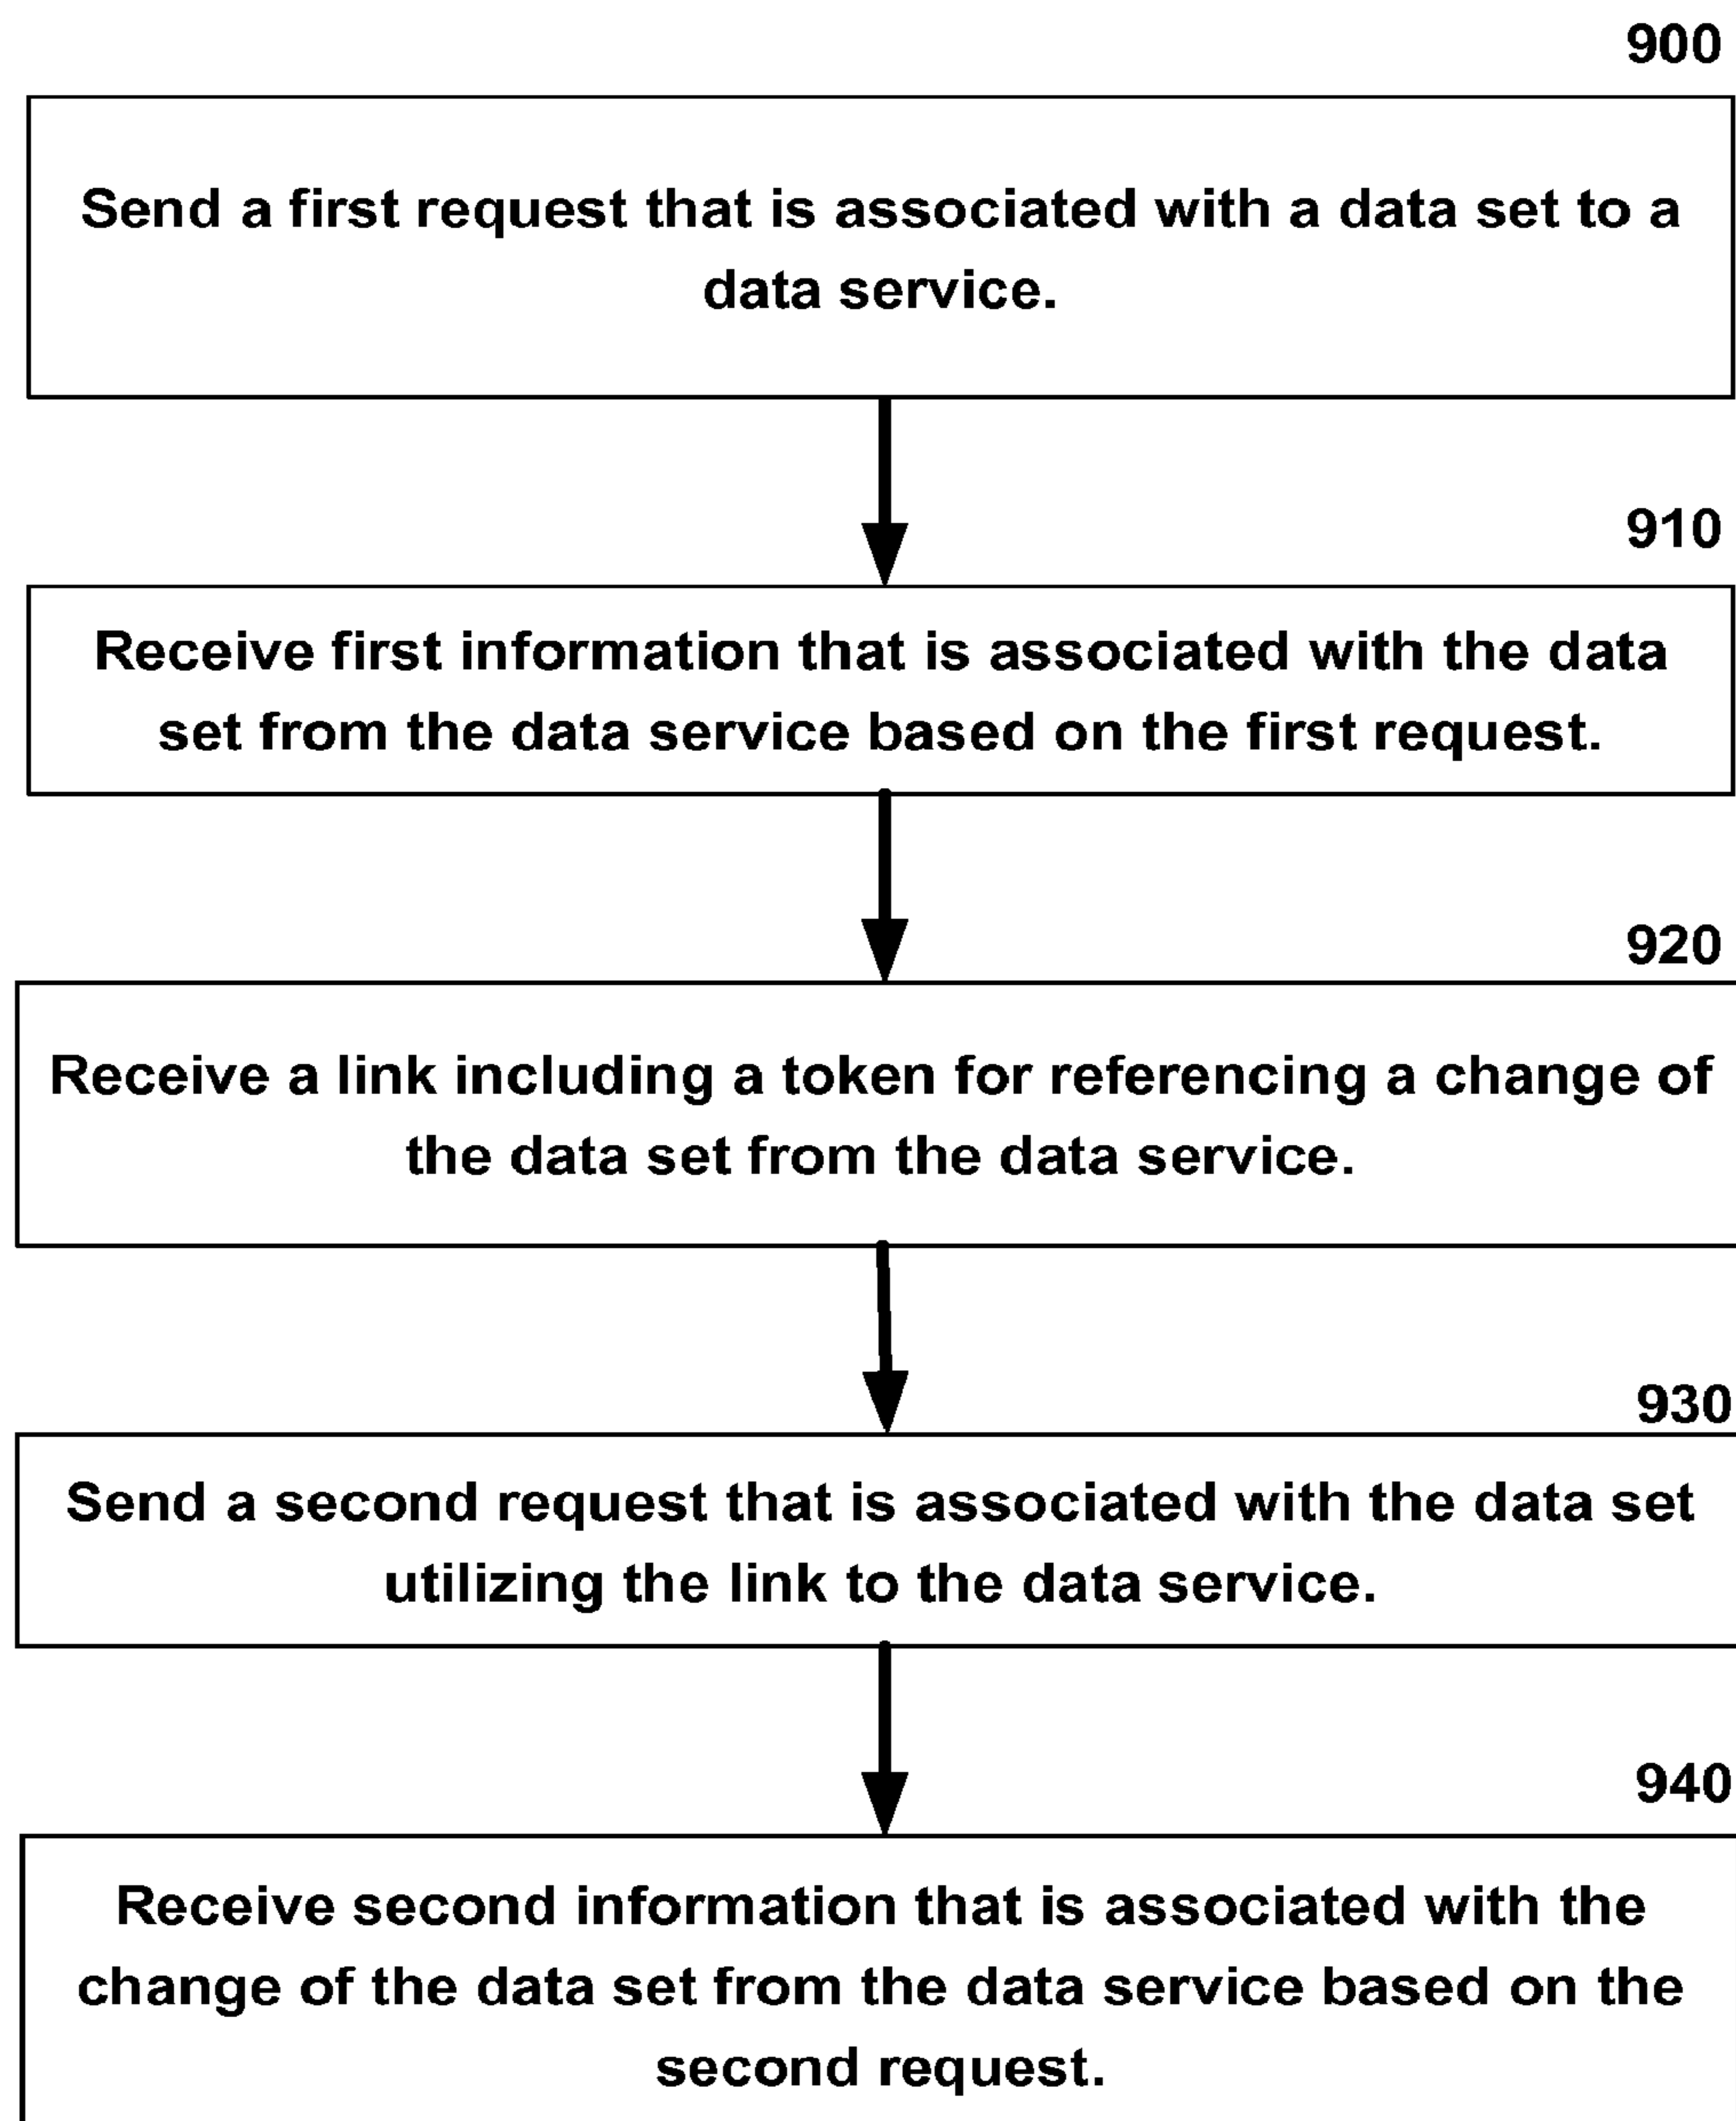 900
Send a first request that is associated with a data set to a
data service.
910
Receive first information that is associated with the data
set from the data service based on the first request.
920
Receive a link including a token for referencing a change of
the data set from the data service.
930
Send a second request that is associated with the data set
utilizing the link to the data service.
940
Receive second information that is associated with the
change of the data set from the data service based on the
second request.